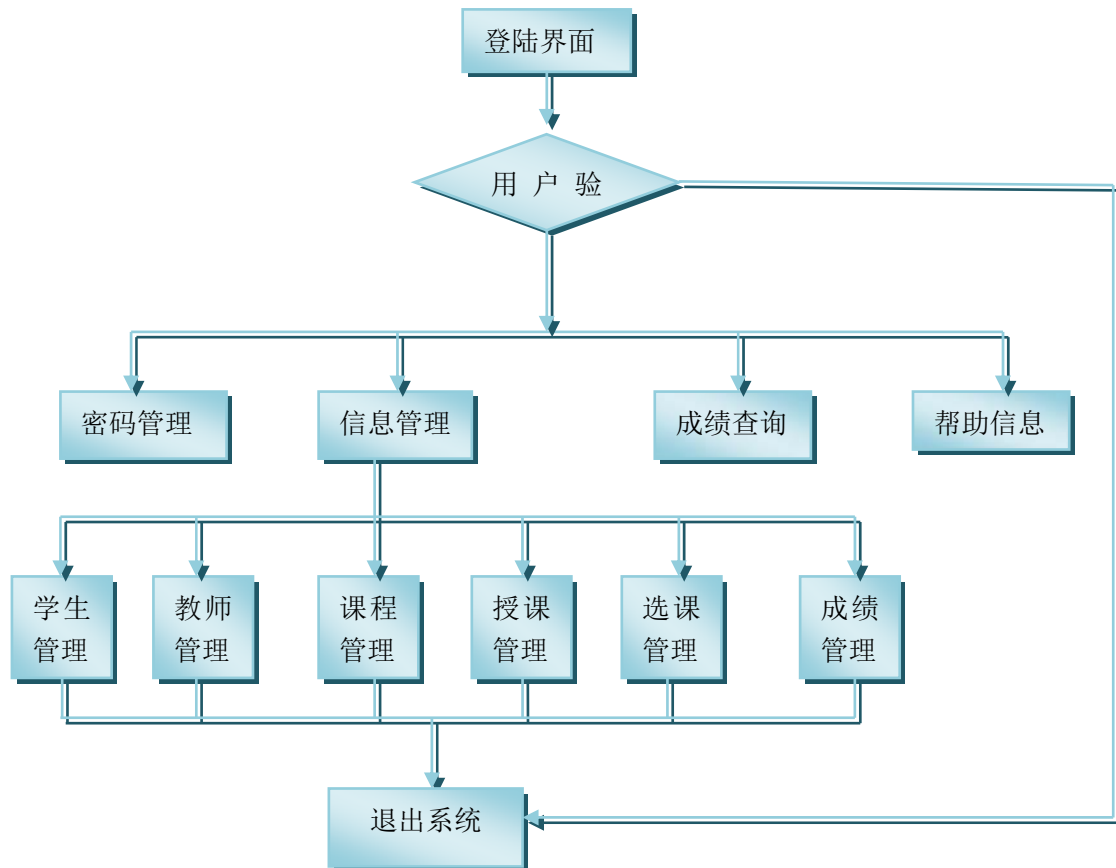 登陆界面
用 户 验
密码管理
信息管理
成绩查询
帮助信息
学生
管理
教师
管理
课程
管理
授课
管理
选课
管理
成绩
管理
退出系统